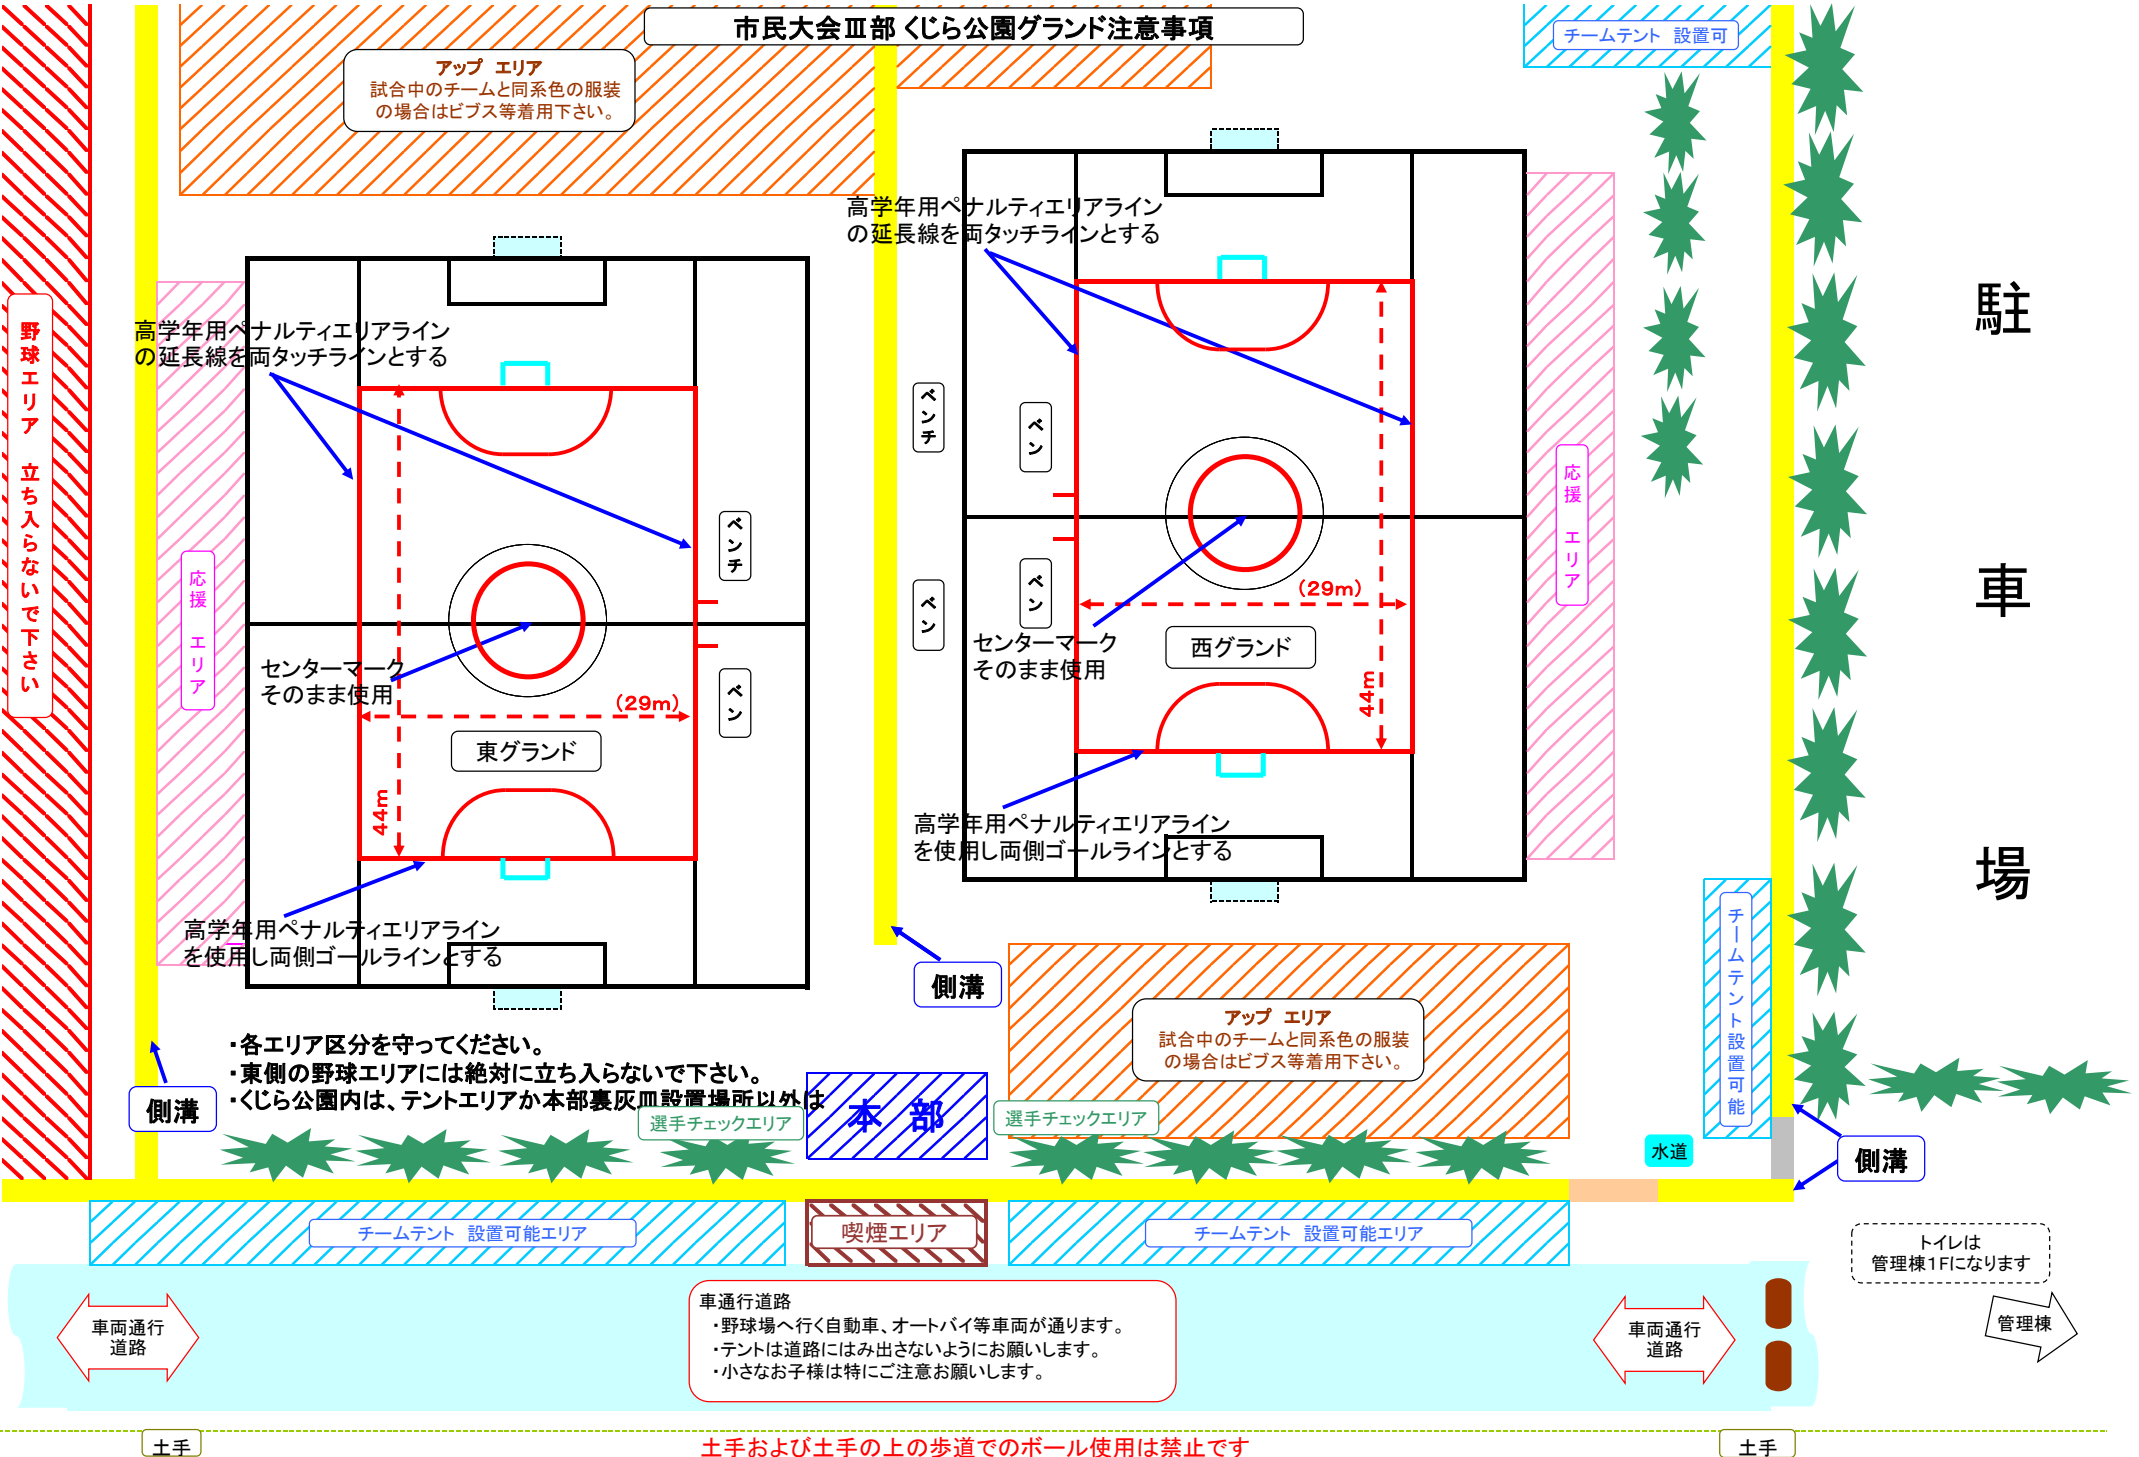 市民大会Ⅲ部 くじら公園グランド注意事項
チームテント 設置可
アップ エリア
試合中のチームと同系色の服装
の場合はビブス等着用下さい。
高学年用ペナルティエリアライン
の延長線を両タッチラインとする
高学年用ペナルティエリアライン
の延長線を両タッチラインとする
野球エリア 立ち入らないで下さい
応援 エリア
ベンチ
ベン
ベンチ
ベン
ベン
ベン
応援 エリア
駐車場
センターマーク
そのまま使用
(29m)
44m
東グランド
センターマーク
そのまま使用
(29m)
44m
西グランド
高学年用ペナルティエリアライン
を使用し両側ゴールラインとする
高学年用ペナルティエリアライン
を使用し両側ゴールラインとする
側溝
チームテント設置可能
アップ エリア
試合中のチームと同系色の服装
の場合はビブス等着用下さい。
・各エリア区分を守ってください。
・東側の野球エリアには絶対に立ち入らないで下さい。
・くじら公園内は、テントエリアか本部裏灰皿設置場所以外は
側溝
選手チェックエリア
本 部
選手チェックエリア
水道
側溝
チームテント 設置可能エリア
喫煙エリア
チームテント 設置可能エリア
トイレは
管理棟1Fになります
管理棟
車両通行
道路
車通行道路
・野球場へ行く自動車、オートバイ等車両が通ります。
・テントは道路にはみ出さないようにお願いします。
・小さなお子様は特にご注意お願いします。
車両通行
道路
土手
土手および土手の上の歩道でのボール使用は禁止です
土手